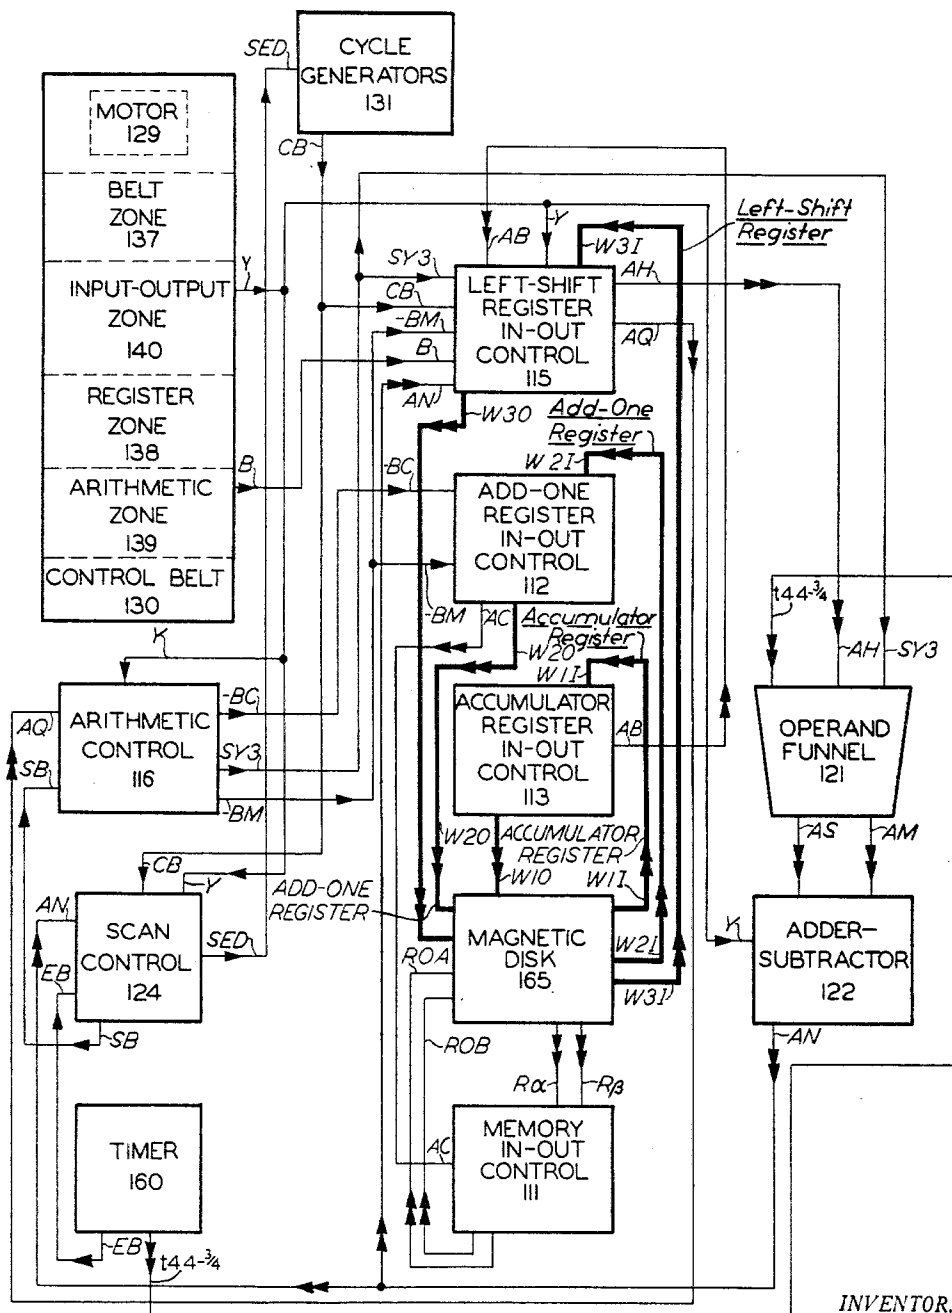 SED
CYCLE
GENERATORS
131
CB
MOTOR
129
BELT
ZONE
137
Y
INPUT-OUTPUT
ZONE
140
REGISTER
ZONE
138
B
ARITHMETIC
ZONE
139
CONTROL BELT
130
AB
Y
W3I
Left-Shift
Register
SY3
CB
-BM
B
AN
LEFT-SHIFT
REGISTER
IN-OUT
CONTROL
115
AH
AQ
W30
Add-One
Register
W2I
-BC
ADD-ONE
REGISTER
IN-OUT
CONTROL
112
-BM
AC
W20
Accumulator
Register
W1I
Y
AQ
SB
ARITHMETIC
CONTROL
116
-BC
SY3
-BM
ACCUMULATOR
REGISTER
IN-OUT
CONTROL
113
AB
t44-3/4
AH
SY3
OPERAND
FUNNEL
121
AS
AM
W20
W10
ACCUMULATOR
REGISTER
W1I
ADD-ONE
REGISTER
CB
Y
AN
EB
SCAN
CONTROL
124
SED
SB
MAGNETIC
DISK
165
W2I
W3I
ROA
ROB
Y
ADDER-
SUBTRACTOR
122
AN
Rα
Rβ
TIMER
160
EB
t44-3/4
AC
MEMORY
IN-OUT
CONTROL
111
INVENTOR